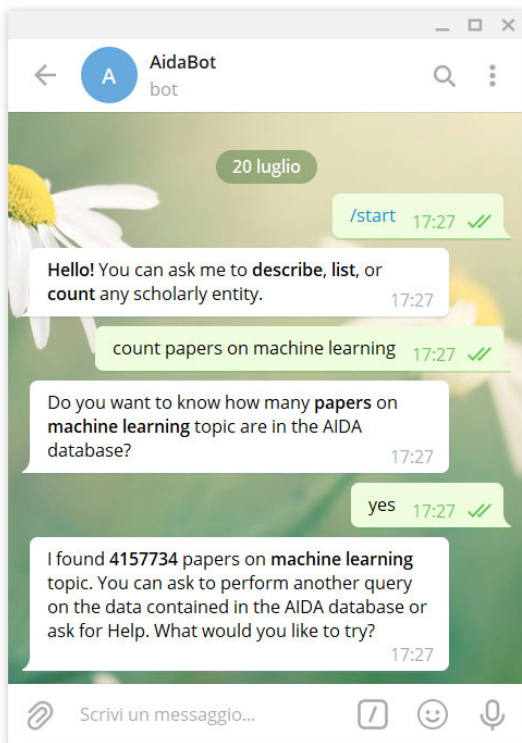 A
AidaBot
bot
20 luglio
/start 17:27
Hello! You can ask me to describe, list, or
count any scholarly entity.
17:27
count papers on machine learning 17:27
Do you want to know how many papers on
machine learning topic are in the AIDA
database?
17:27
yes 17:27
I found 4157734 papers on machine learning
topic. You can ask to perform another query
on the data contained in the AIDA database or
ask for Help. What would you like to try?
17:27
Scrivi un messaggio...